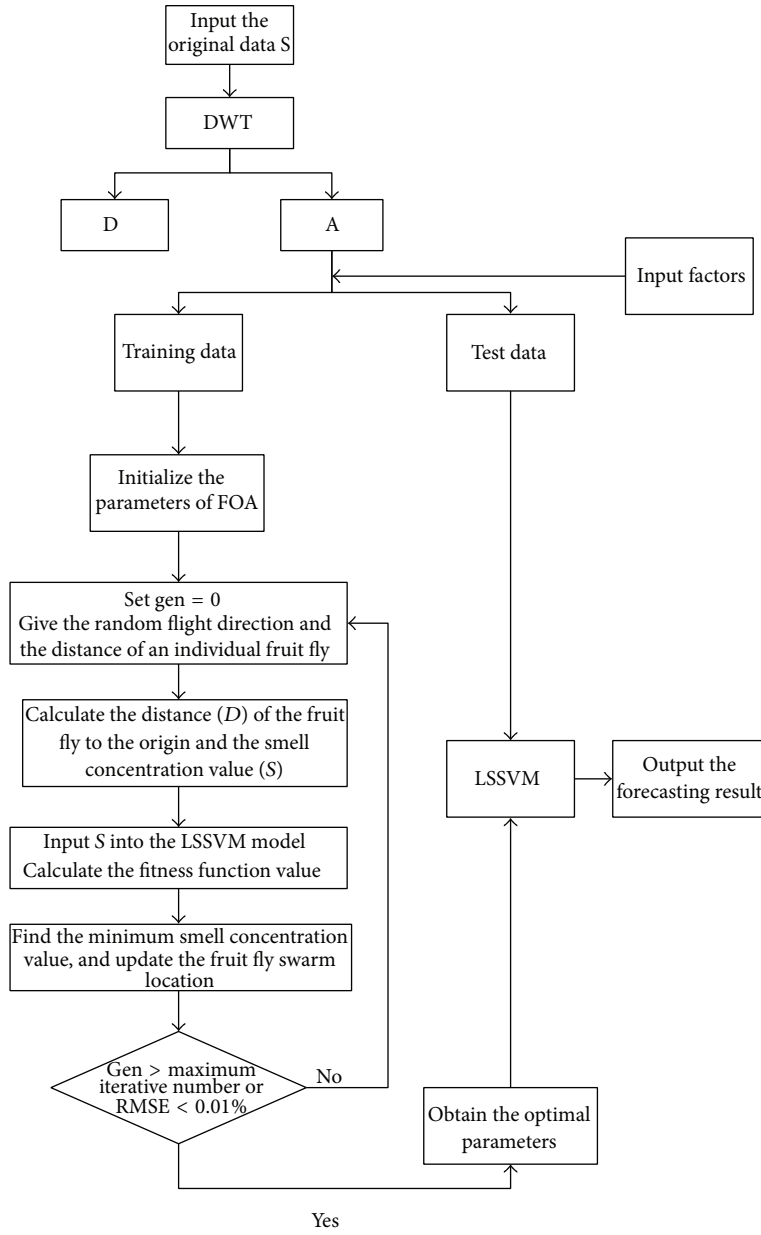 Input the
original data S
DWT
D
A
Input factors
Training data
Test data
Initialize the
parameters of FOA
Set gen = 0
Give the random flight direction and
the distance of an individual fruit fly
Calculate the distance (D) of the fruit
fly to the origin and the smell
concentration value (S)
LSSVM
Output the
forecasting result
Input S into the LSSVM model
Calculate the fitness function value
Find the minimum smell concentration
value, and update the fruit fly swarm
location
Gen > maximum
iterative number or
RMSE < 0.01%
No
Obtain the optimal
parameters
Yes